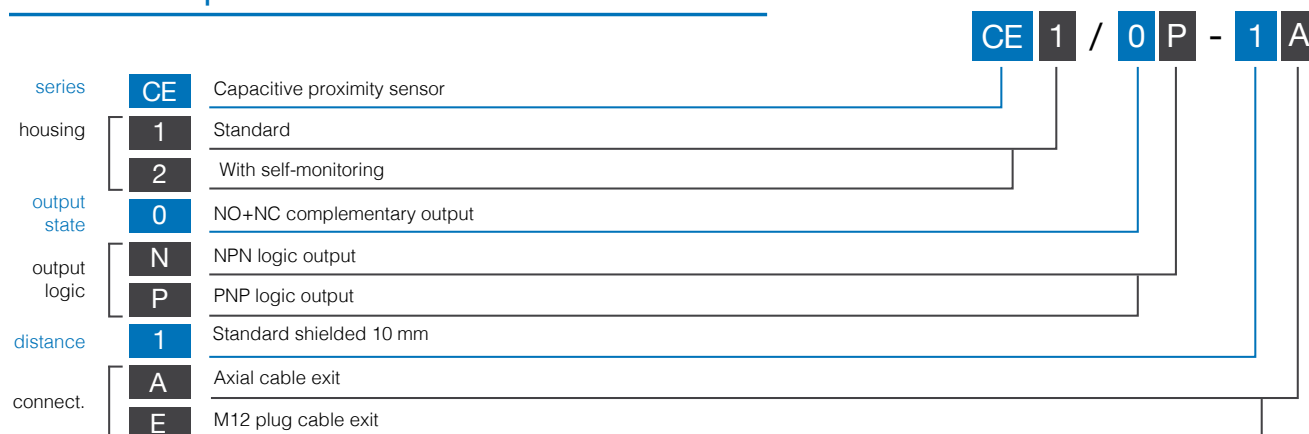 CE 1 / 0 P - 1 A
series CE Capacitive proximity sensor
housing 1 Standard
2 With self-monitoring
output state 0 NO+NC complementary output
output logic N NPN logic output
P PNP logic output
distance 1 Standard shielded 10 mm
connect. A Axial cable exit
E M12 plug cable exit